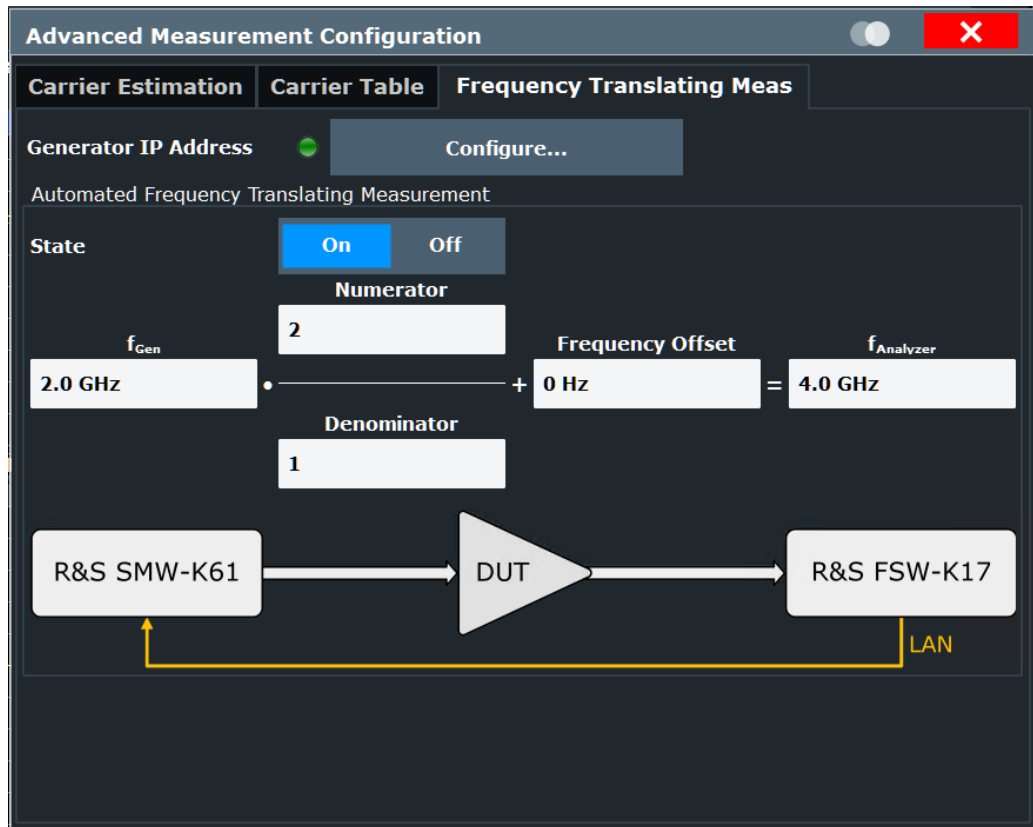 Advanced Measurement Configuration
Carrier Estimation Carrier Table Frequency Translating Meas
Generator IP Address Configure...
Automated Frequency Translating Measurement
State On Off
Numerator
2
fGen Frequency Offset fAnalyzer
2.0 GHz • + 0 Hz = 4.0 GHz
Denominator
1
R&S SMW-K61 DUT R&S FSW-K17
LAN